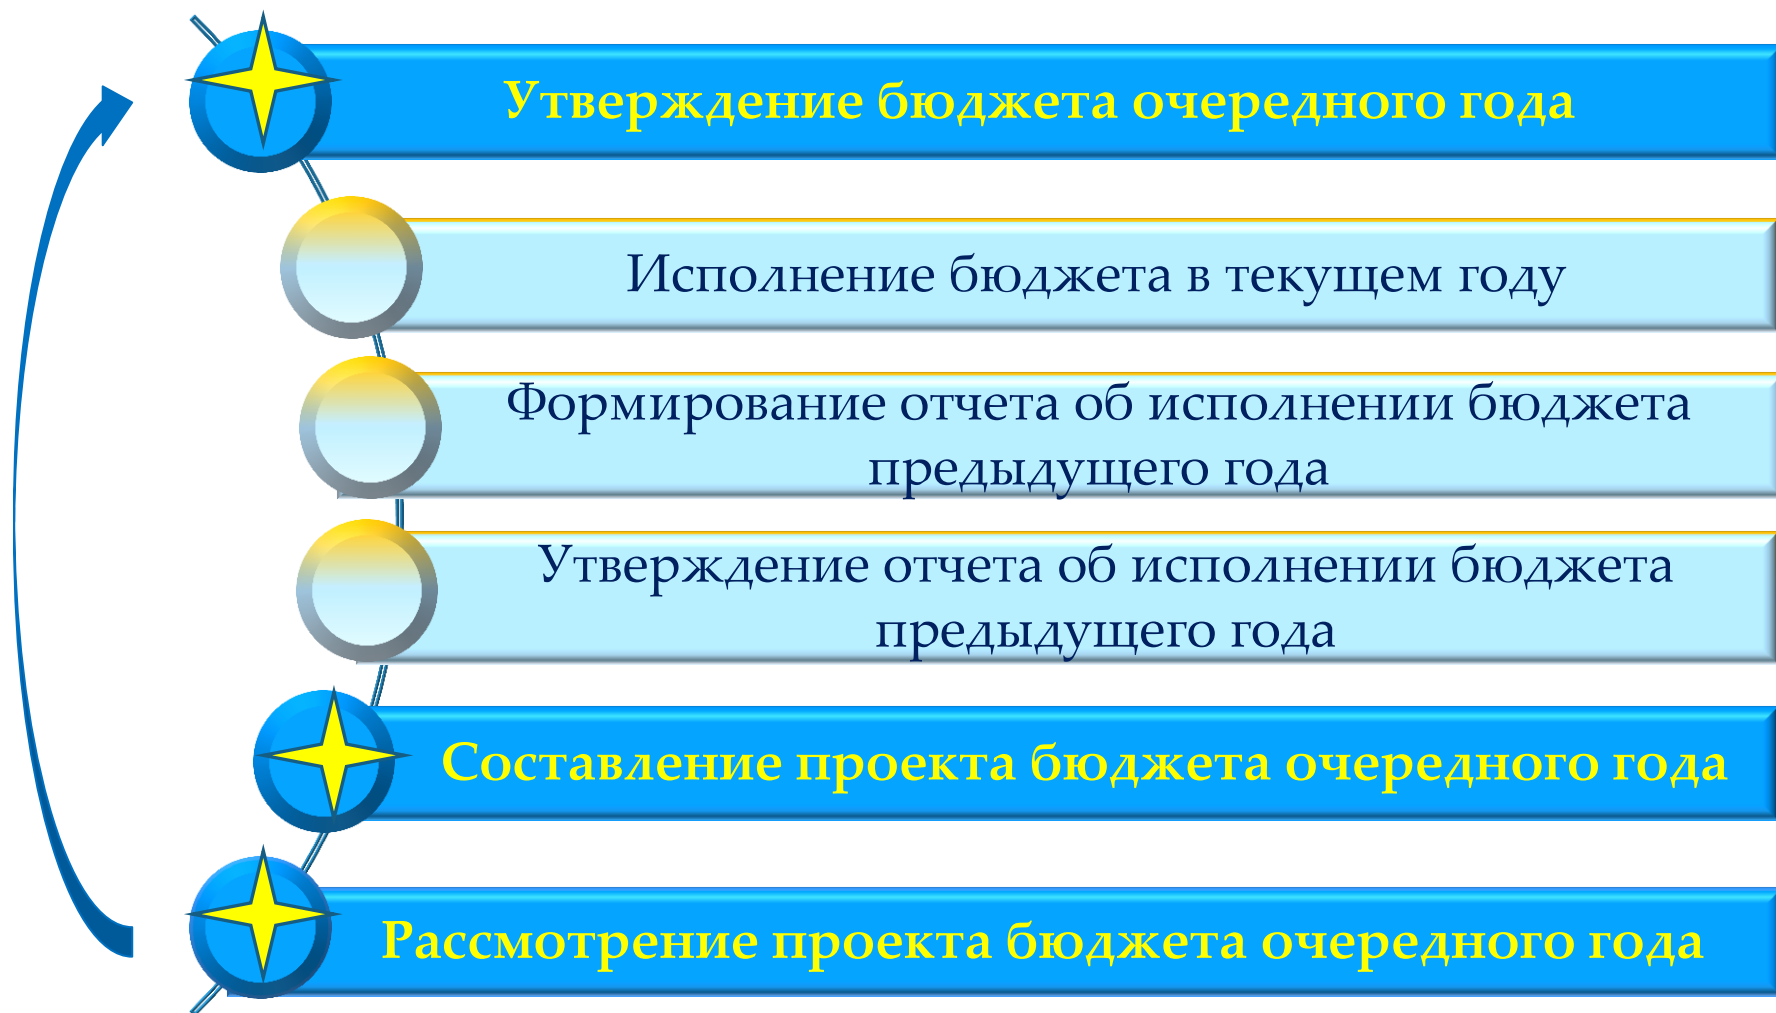 Утверждение бюджета очередного года
Исполнение бюджета в текущем году
Формирование отчета об исполнении бюджета
предыдущего года
Утверждение отчета об исполнении бюджета
предыдущего года
Составление проекта бюджета очередного года
Рассмотрение проекта бюджета очередного года